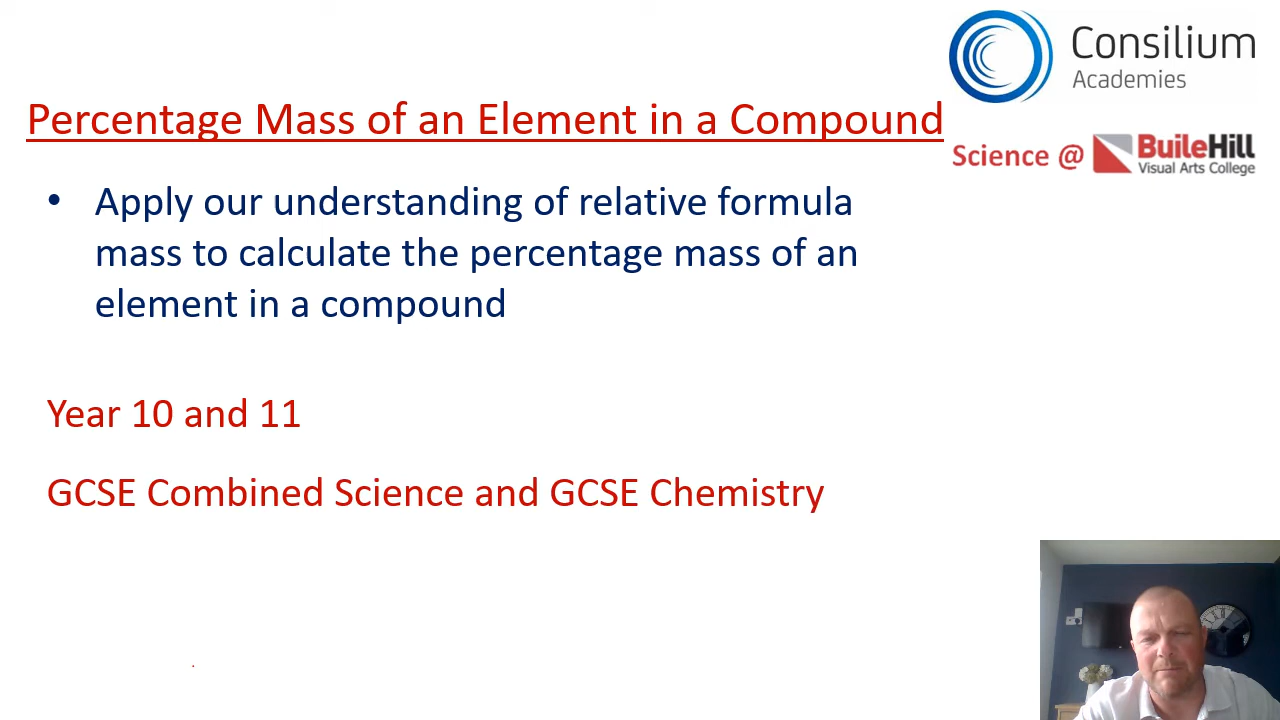 Consilium
Academies
Percentage Mass of an Element in a Compound
Science @ BuileHill
Visual Arts College
• Apply our understanding of relative formula
mass to calculate the percentage mass of an
element in a compound
Year 10 and 11
GCSE Combined Science and GCSE Chemistry